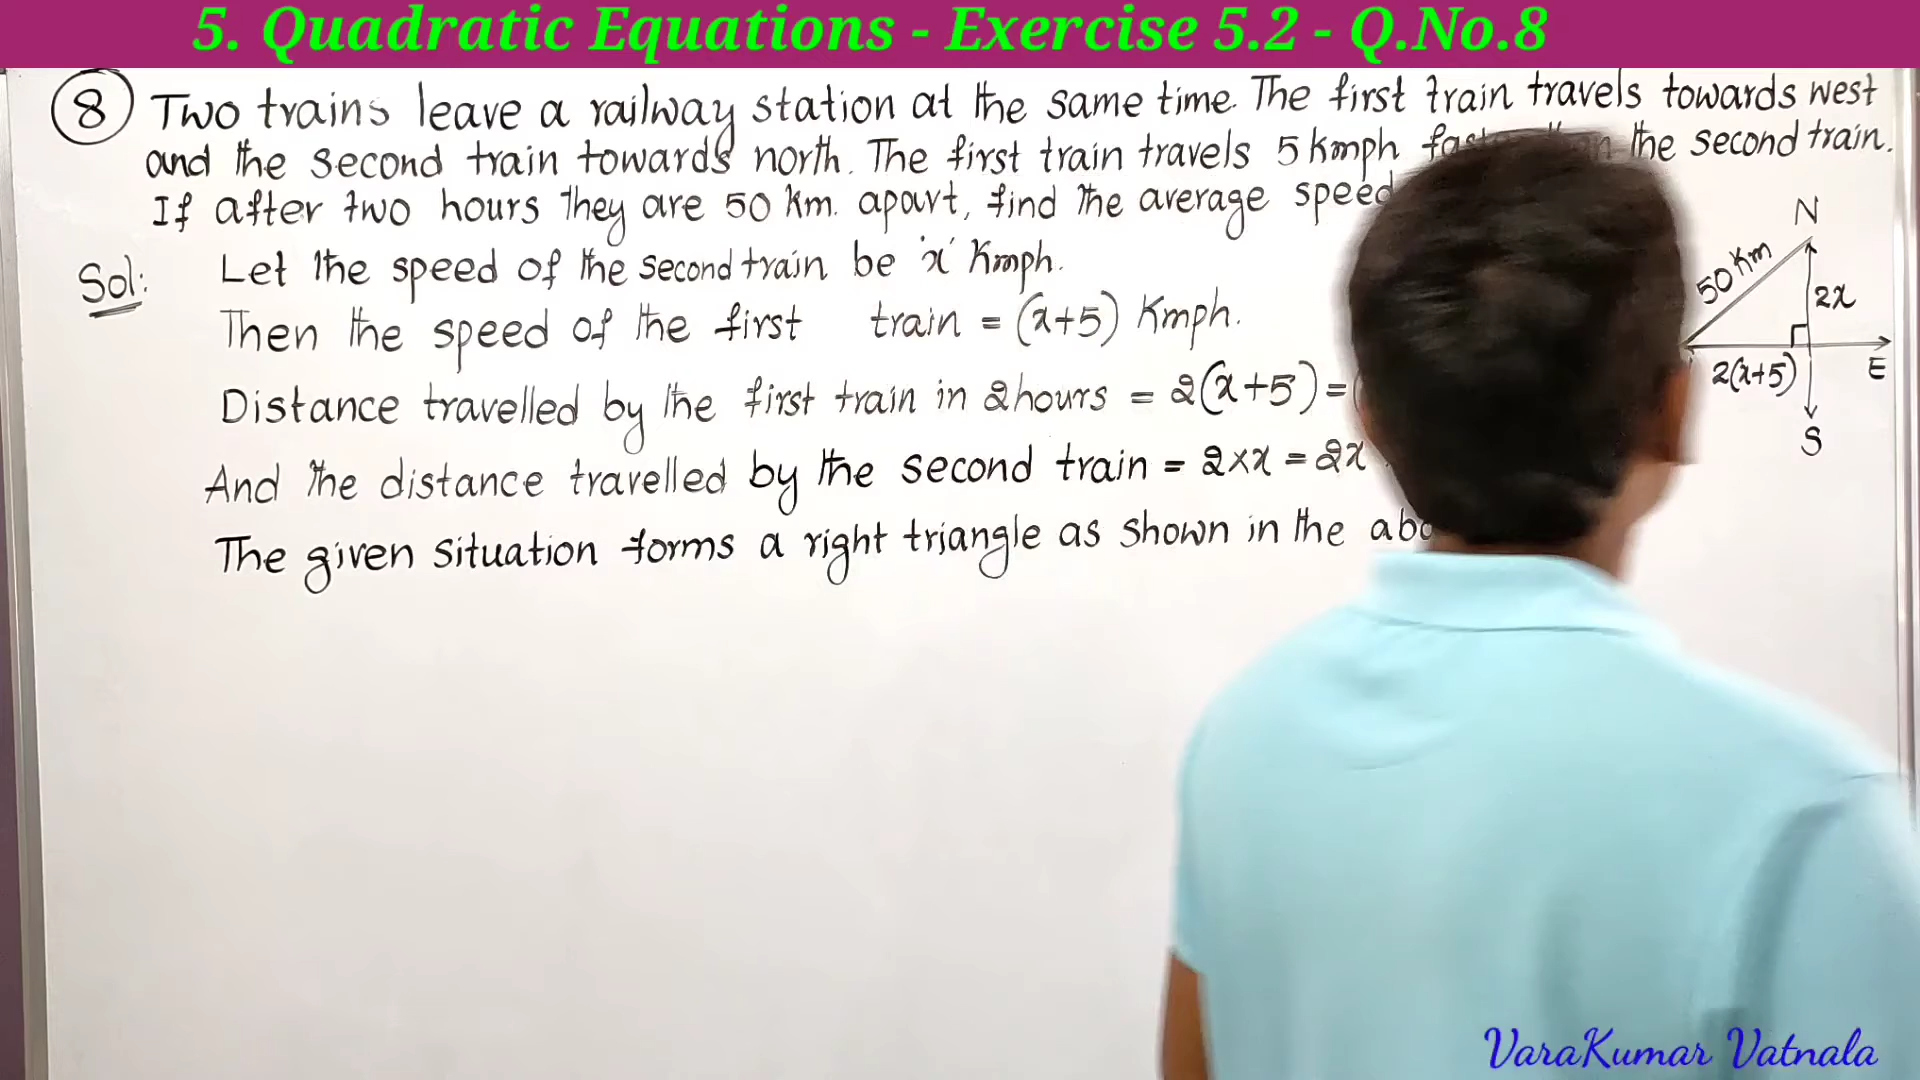 5. Quadratic Equations - Exercise 5.2 - Q.No.8
8 Two trains leave a railway station at the same time. The first train travels towards west
and the second train towards north. The first train travels 5 kmph the second train.
If after two hours they are 50 km. apart, find the average speed
Sol: Let the speed of the second train be 'x' Kmph.
Then the speed of the first train = (x+5) Kmph.
Distance travelled by the first train in 2 hours = 2(x+5) =
And the distance travelled by the second train = 2×x = 2x
The given situation forms a right triangle as shown in the
N
50 Km
2x
2(x+5)
E
S
VaraKumar Vatnala